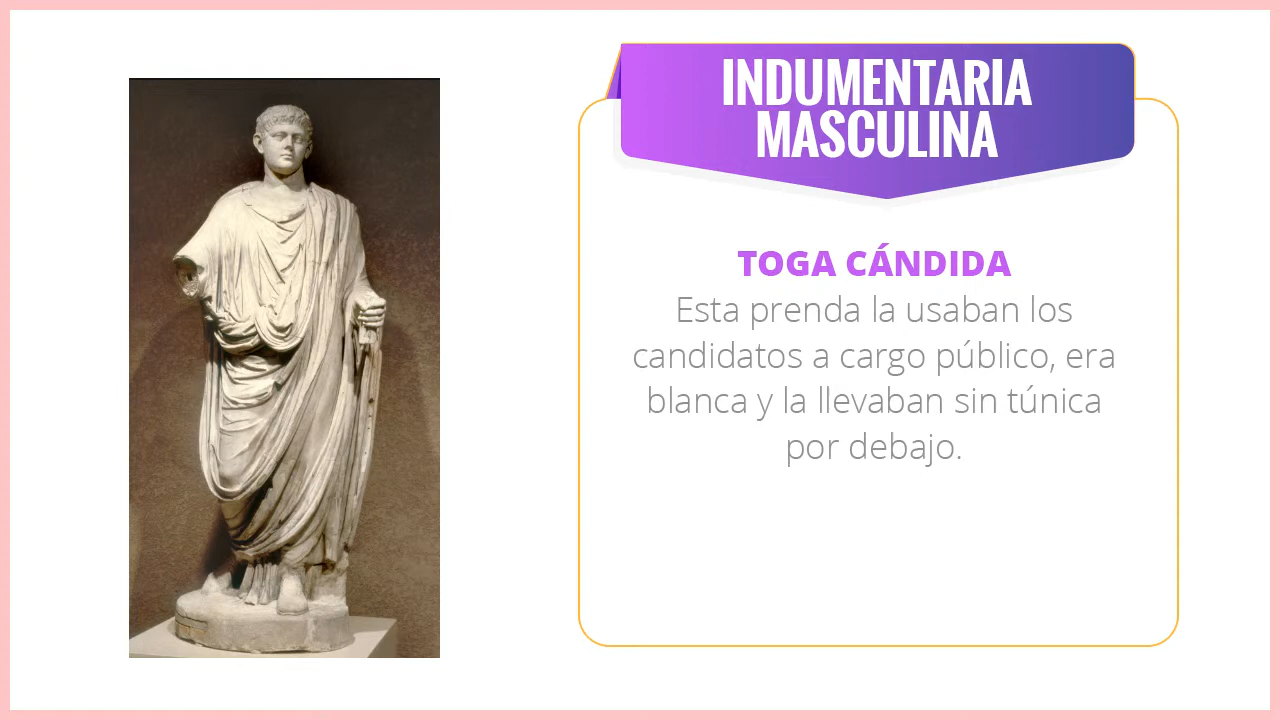 INDUMENTARIA
MASCULINA
TOGA CÁNDIDA
Esta prenda la usaban los
candidatos a cargo público, era
blanca y la llevaban sin túnica
por debajo.